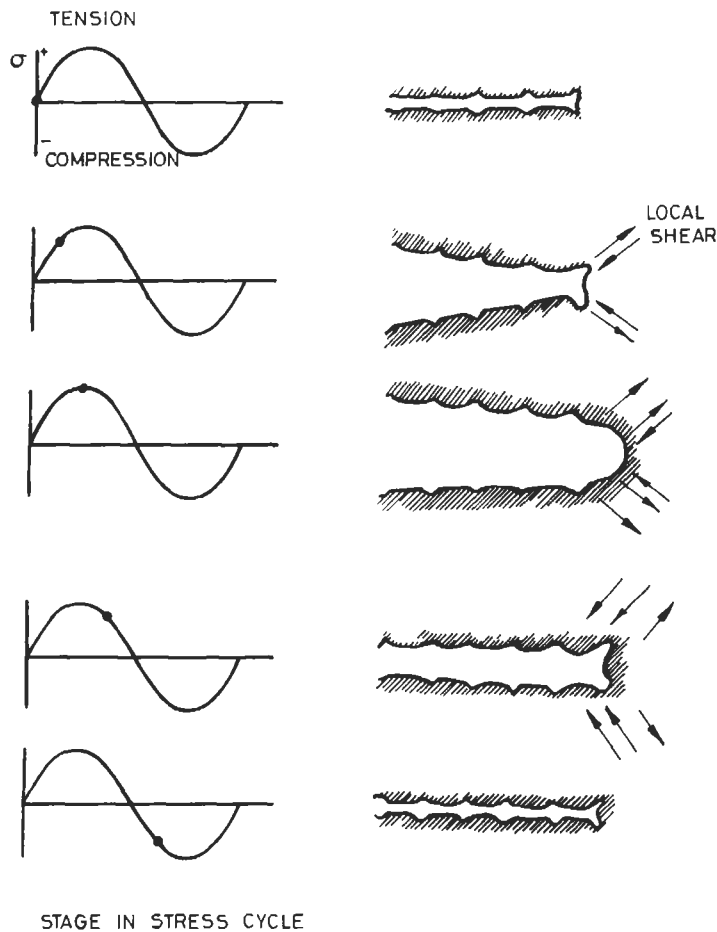 TENSION
σ +
−
COMPRESSION
LOCAL
SHEAR
STAGE IN STRESS CYCLE